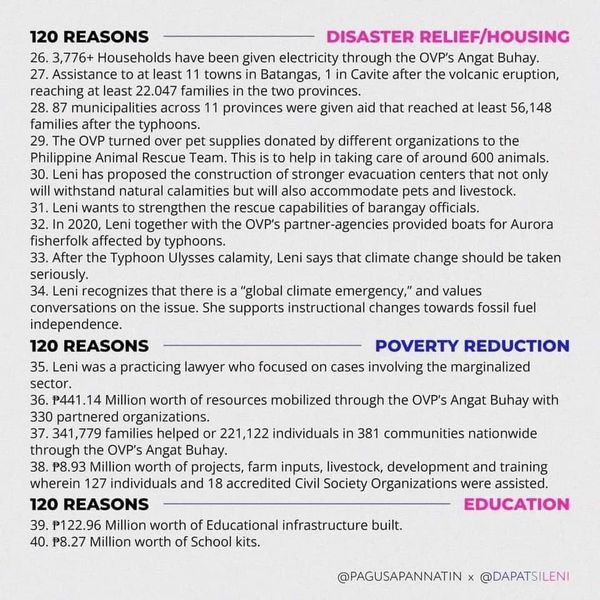 120 REASONS DISASTER RELIEF/HOUSING
26. 3,776+ Households have been given electricity through the OVP's Angat Buhay.
27. Assistance to at least 11 towns in Batangas, 1 in Cavite after the volcanic eruption,
reaching at least 22.047 families in the two provinces.
28. 87 municipalities across 11 provinces were given aid that reached at least 56,148
families after the typhoons.
29. The OVP turned over pet supplies donated by different organizations to the
Philippine Animal Rescue Team. This is to help in taking care of around 600 animals.
30. Leni has proposed the construction of stronger evacuation centers that not only
will withstand natural calamities but will also accommodate pets and livestock.
31. Leni wants to strengthen the rescue capabilities of barangay officials.
32. In 2020, Leni together with the OVP's partner-agencies provided boats for Aurora
fisherfolk affected by typhoons.
33. After the Typhoon Ulysses calamity, Leni says that climate change should be taken
seriously.
34. Leni recognizes that there is a “global climate emergency,” and values
conversations on the issue. She supports instructional changes towards fossil fuel
independence.
120 REASONS POVERTY REDUCTION
35. Leni was a practicing lawyer who focused on cases involving the marginalized
sector.
36. ₱441.14 Million worth of resources mobilized through the OVP's Angat Buhay with
330 partnered organizations.
37. 341,779 families helped or 221,122 individuals in 381 communities nationwide
through the OVP's Angat Buhay.
38. ₱8.93 Million worth of projects, farm inputs, livestock, development and training
wherein 127 individuals and 18 accredited Civil Society Organizations were assisted.
120 REASONS EDUCATION
39. ₱122.96 Million worth of Educational infrastructure built.
40. ₱8.27 Million worth of School kits.
@PAGUSAPANNATIN x @DAPATSILENI